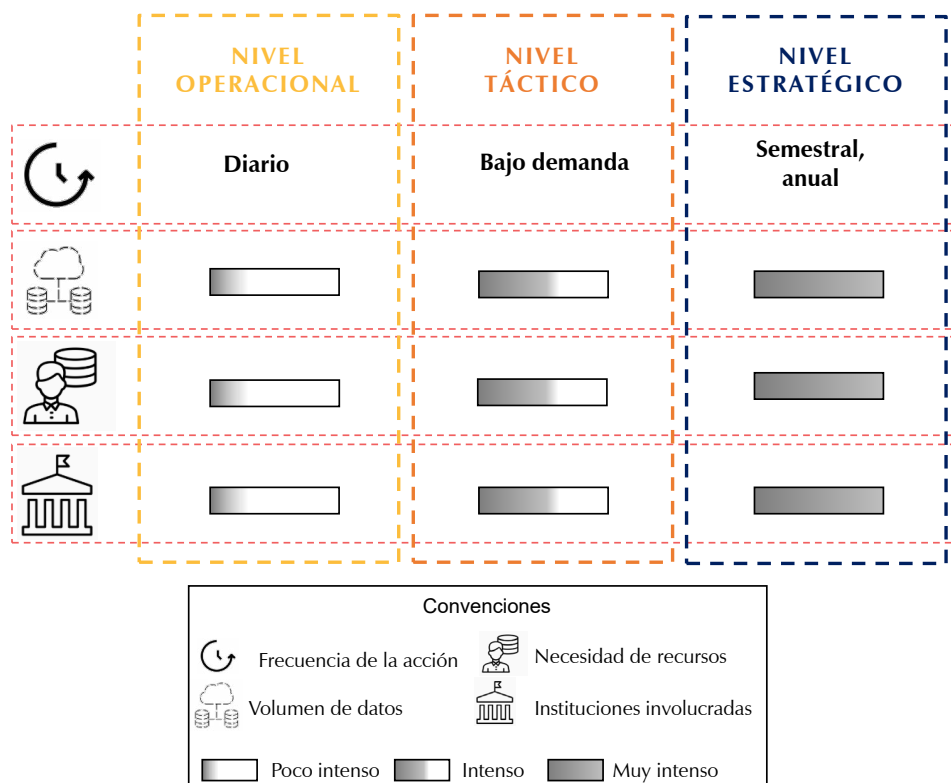 NIVEL
OPERACIONAL
NIVEL
TÁCTICO
NIVEL
ESTRATÉGICO
Diario
Bajo demanda
Semestral,
anual
Convenciones
Frecuencia de la acción
Necesidad de recursos
Volumen de datos
Instituciones involucradas
Poco intenso
Intenso
Muy intenso